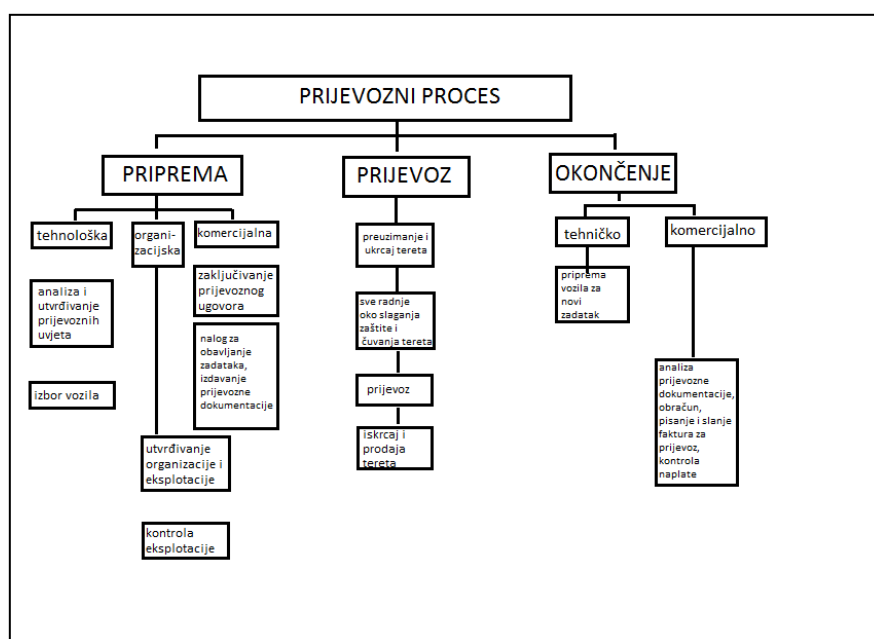 PRIJEVOZNI PROCES
PRIPREMA
PRIJEVOZ
OKONČENJE
tehnološka
organi-
zacijska
komercijalna
preuzimanje i
ukrcaj tereta
tehničko
komercijalno
analiza i
utvrđivanje
prijevoznih
uvjeta
zaključivanje
prijevoznog
ugovora
sve radnje
oko slaganja
zaštite i
čuvanja tereta
priprema
vozila za
novi
zadatak
izbor vozila
nalog za
obavljanje
zadataka,
izdavanje
prijevozne
dokumentacije
prijevoz
analiza
prijevozne
dokumentacije,
obračun,
pisanje i slanje
faktura za
prijevoz,
kontrola
naplate
utvrđivanje
organizacije i
eksplotacije
iskrcaj i
prodaja
tereta
kontrola
eksplotacije